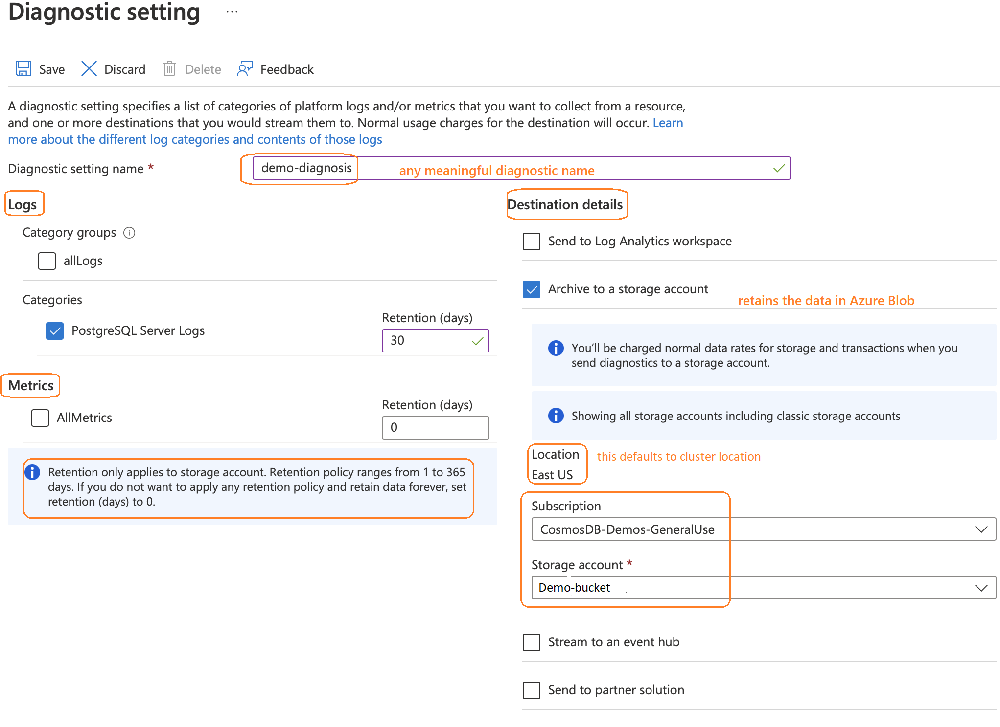 Diagnostic setting ...
Save Discard Delete Feedback
A diagnostic setting specifies a list of categories of platform logs and/or metrics that you want to collect from a resource,
and one or more destinations that you would stream them to. Normal usage charges for the destination will occur. Learn
more about the different log categories and contents of those logs
Diagnostic setting name *
demo-diagnosis
any meaningful diagnostic name
Logs
Category groups
allLogs
Categories
Retention (days)
PostgreSQL Server Logs
30
Metrics
Retention (days)
AllMetrics
0
Retention only applies to storage account. Retention policy ranges from 1 to 365
days. If you do not want to apply any retention policy and retain data forever, set
retention (days) to 0.
Destination details
Send to Log Analytics workspace
Archive to a storage account
retains the data in Azure Blob
You'll be charged normal data rates for storage and transactions when you
send diagnostics to a storage account.
Showing all storage accounts including classic storage accounts
Location
this defaults to cluster location
East US
Subscription
CosmosDB-Demos-GeneralUse
Storage account *
Demo-bucket
Stream to an event hub
Send to partner solution